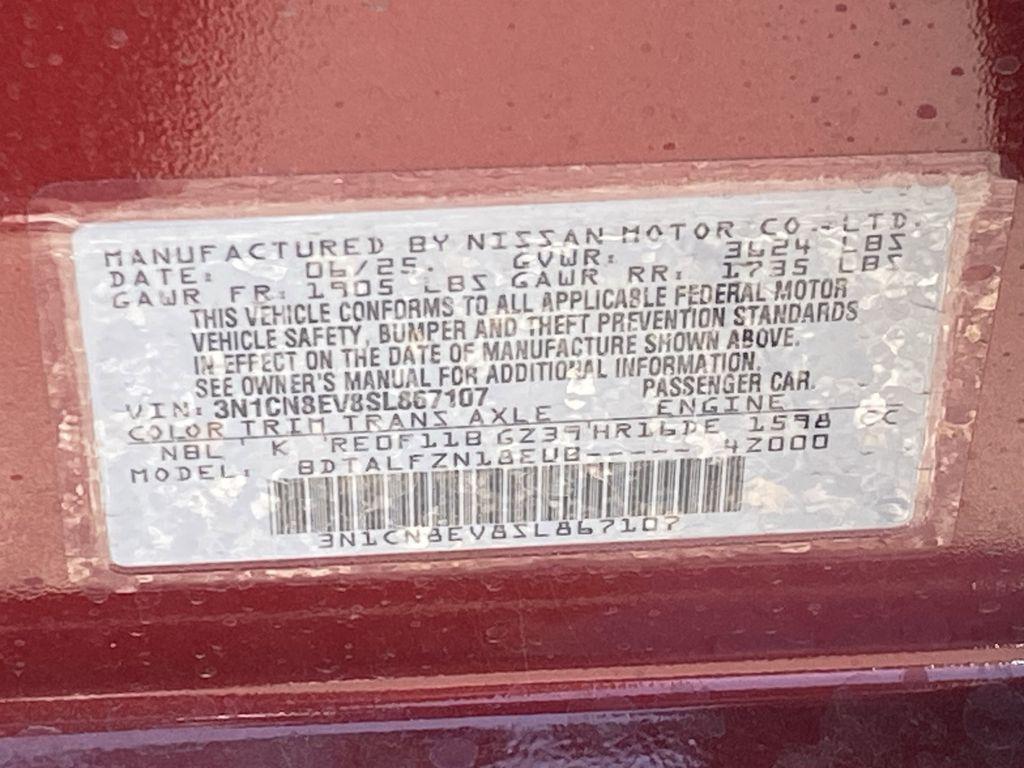 MANUFACTURED BY NISSAN MOTOR CO.,LTD.
DATE: 06/25. GVWR: 3624 LBS
GAWR FR: 1905 LBS GAWR RR: 1735 LBS
THIS VEHICLE CONFORMS TO ALL APPLICABLE FEDERAL MOTOR
VEHICLE SAFETY, BUMPER AND THEFT PREVENTION STANDARDS
IN EFFECT ON THE DATE OF MANUFACTURE SHOWN ABOVE.
SEE OWNER'S MANUAL FOR ADDITIONAL INFORMATION.
VIN: 3N1CN8EV8SL867107 PASSENGER CAR.
COLOR TRIM TRANS AXLE ENGINE
NBL K RE0F11B GZ39 HR16DE 1598 CC
MODEL: BDTALFZN18EUB----- 42000
3N1CN8EV8SL867107